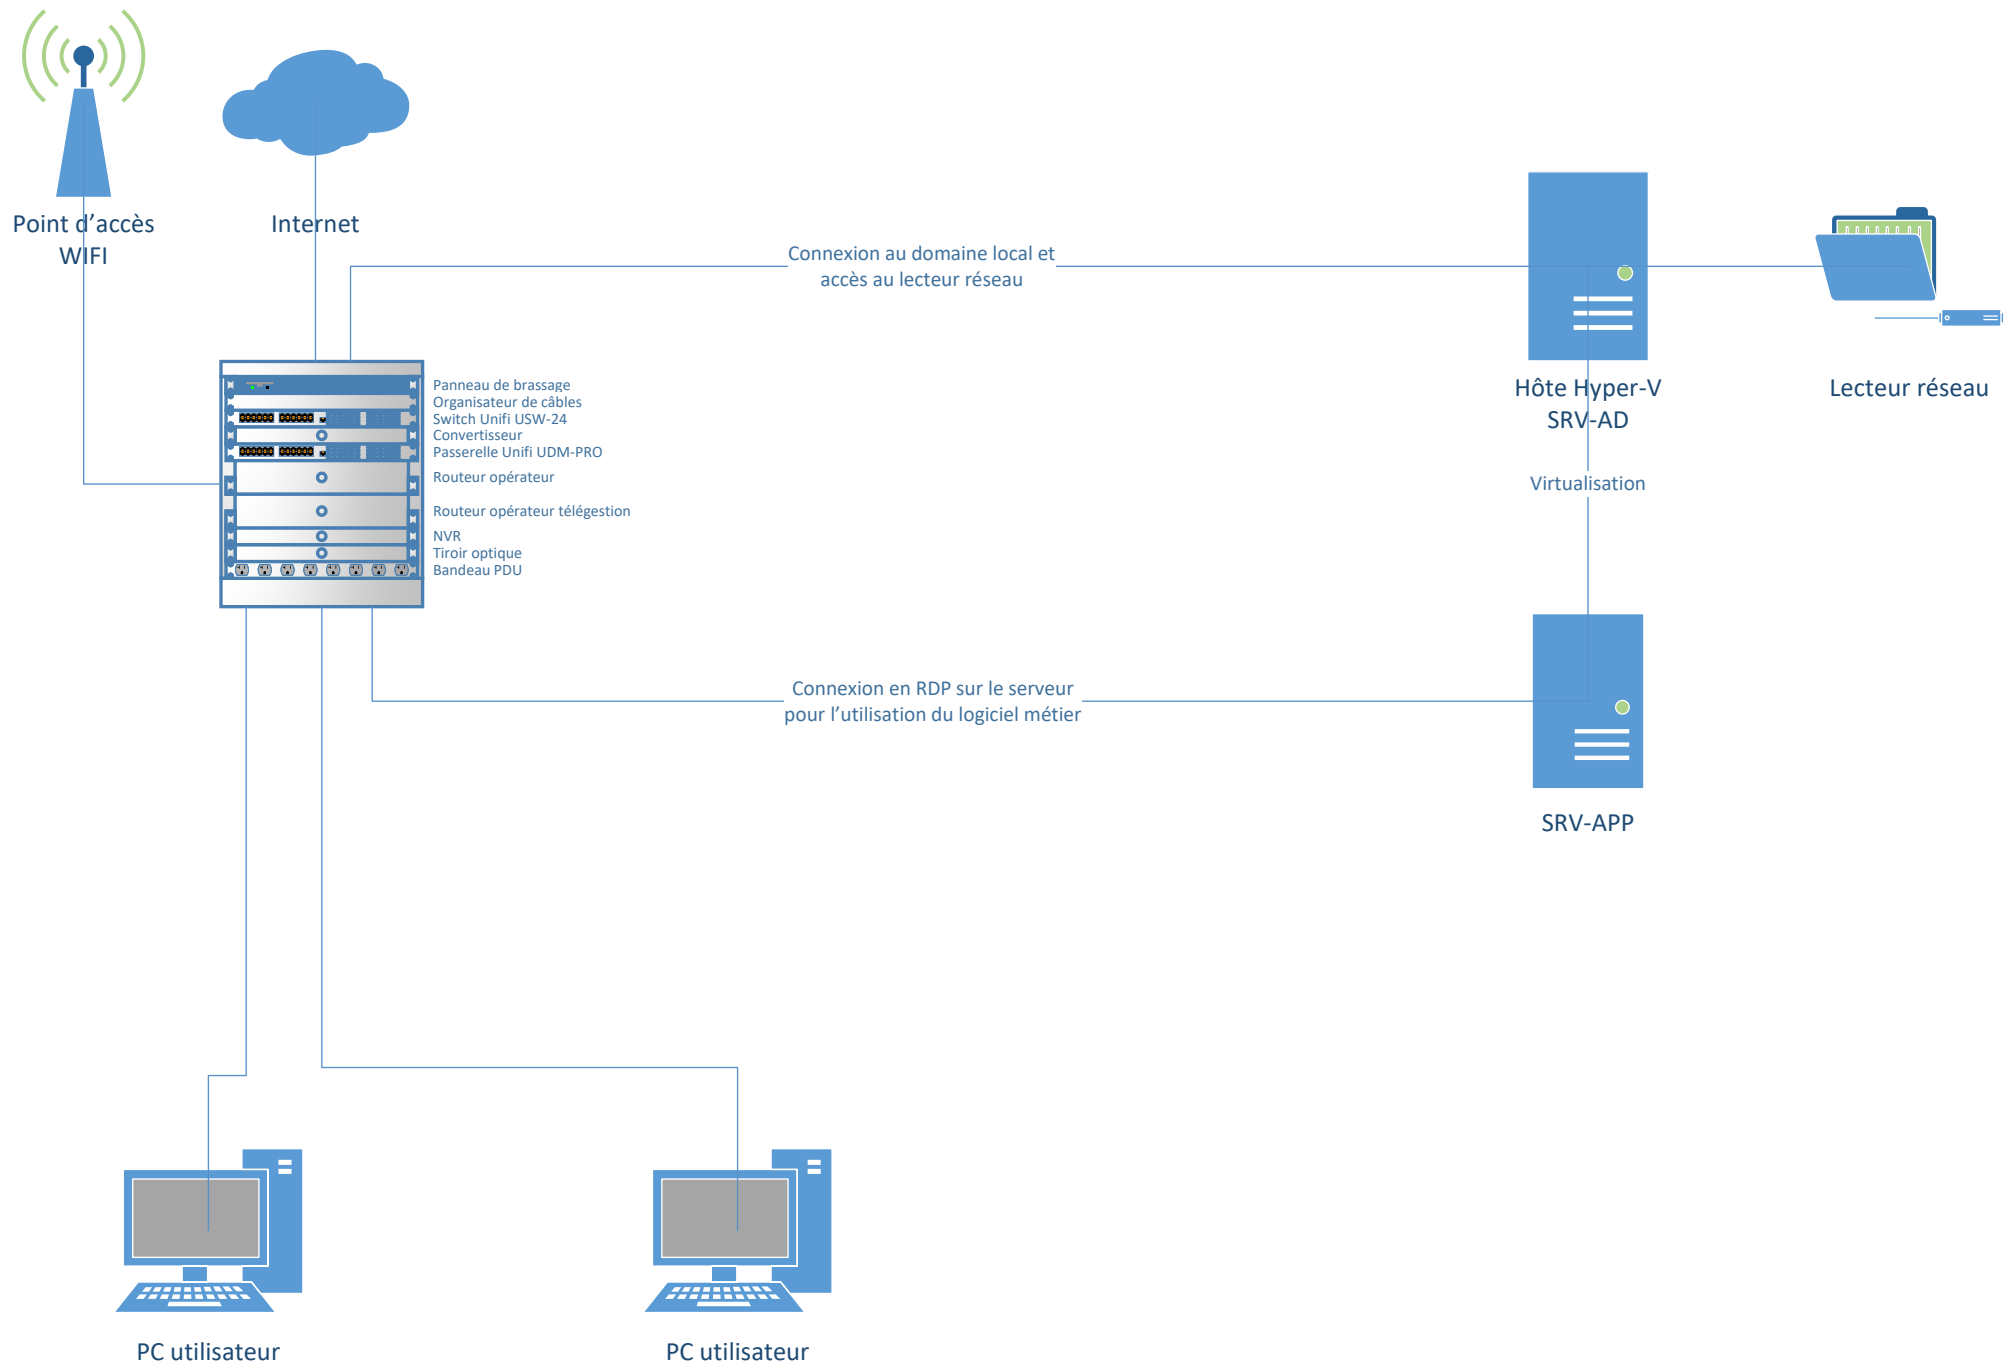 Point d’accès
WIFI
Internet
Connexion au domaine local et
accès au lecteur réseau
Panneau de brassage
Organisateur de câbles
Switch Unifi USW-24
Convertisseur
Passerelle Unifi UDM-PRO
Routeur opérateur
Routeur opérateur télégestion
NVR
Tiroir optique
Bandeau PDU
Hôte Hyper-V
SRV-AD
Lecteur réseau
Virtualisation
Connexion en RDP sur le serveur
pour l’utilisation du logiciel métier
SRV-APP
PC utilisateur
PC utilisateur